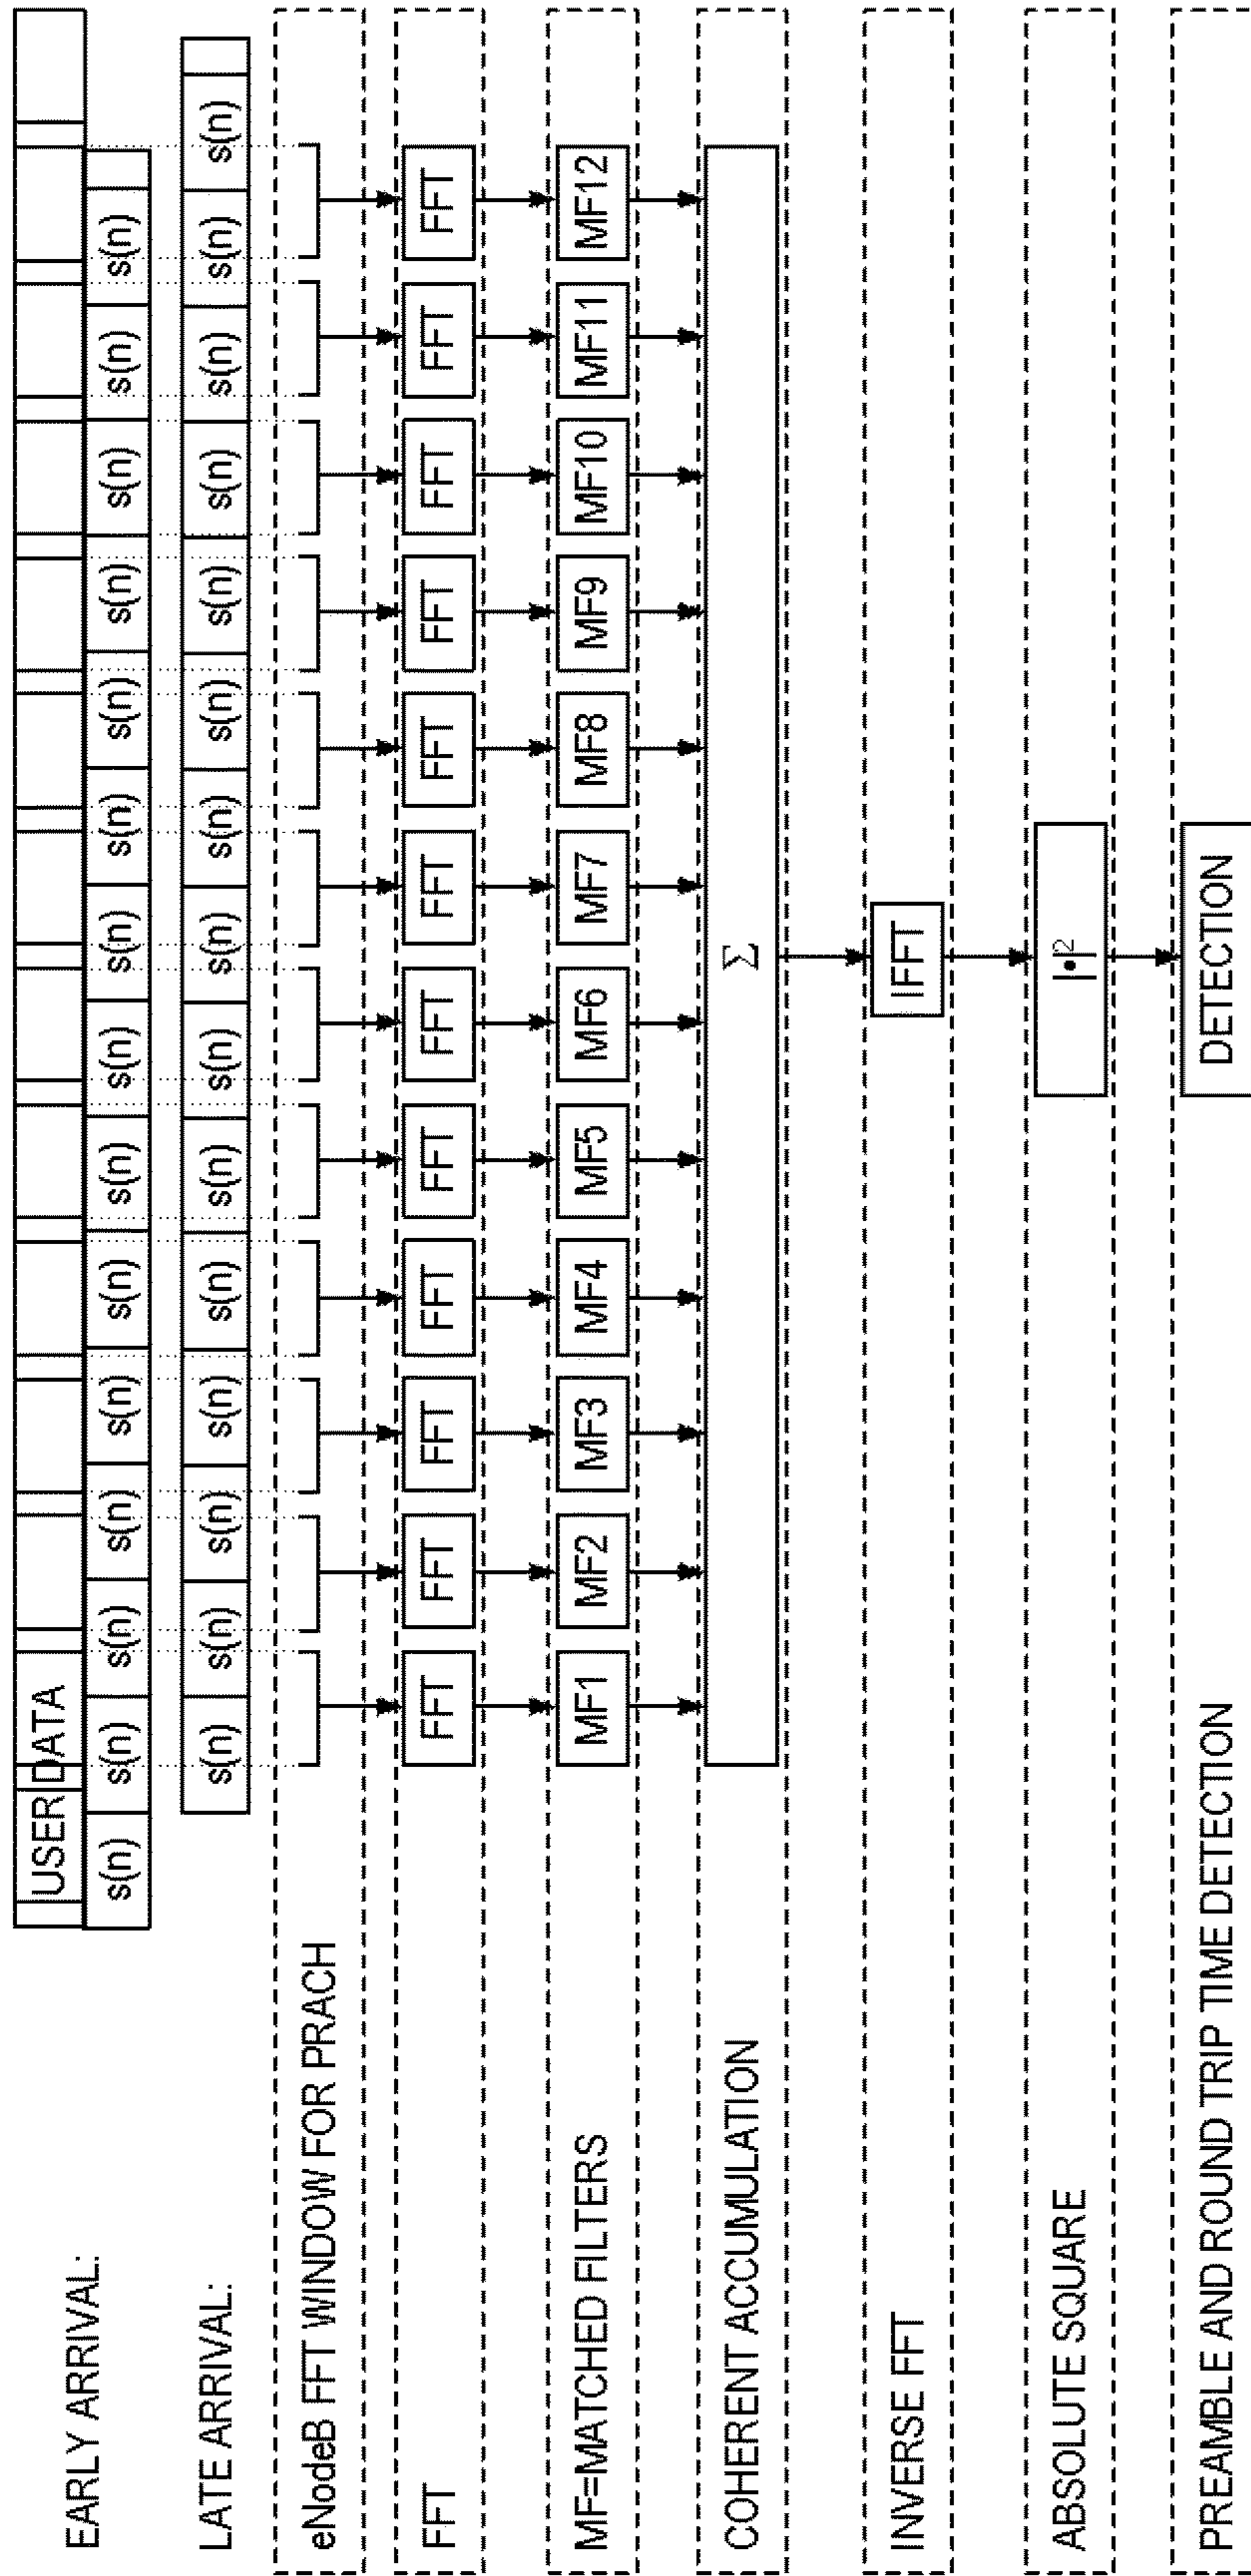 USER DATA
EARLY ARRIVAL: s(n) s(n) s(n) s(n) s(n) s(n) s(n) s(n) s(n) s(n) s(n) s(n) s(n) s(n) s(n)
LATE ARRIVAL: s(n) s(n) s(n) s(n) s(n) s(n) s(n) s(n) s(n) s(n) s(n) s(n) s(n) s(n) s(n)
eNodeB FFT WINDOW FOR PRACH
FFT FFT FFT FFT FFT FFT FFT FFT FFT FFT FFT FFT FFT
MF=MATCHED FILTERS MF1 MF2 MF3 MF4 MF5 MF6 MF7 MF8 MF9 MF10 MF11 MF12
COHERENT ACCUMULATION Σ
INVERSE FFT IFFT
ABSOLUTE SQUARE |•|²
PREAMBLE AND ROUND TRIP TIME DETECTION DETECTION